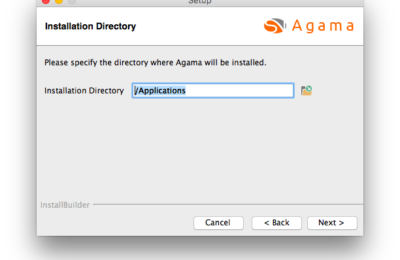 Setup
Installation Directory
Agama
Please specify the directory where Agama will be installed.
Installation Directory /Applications
InstallBuilder
Cancel < Back Next >